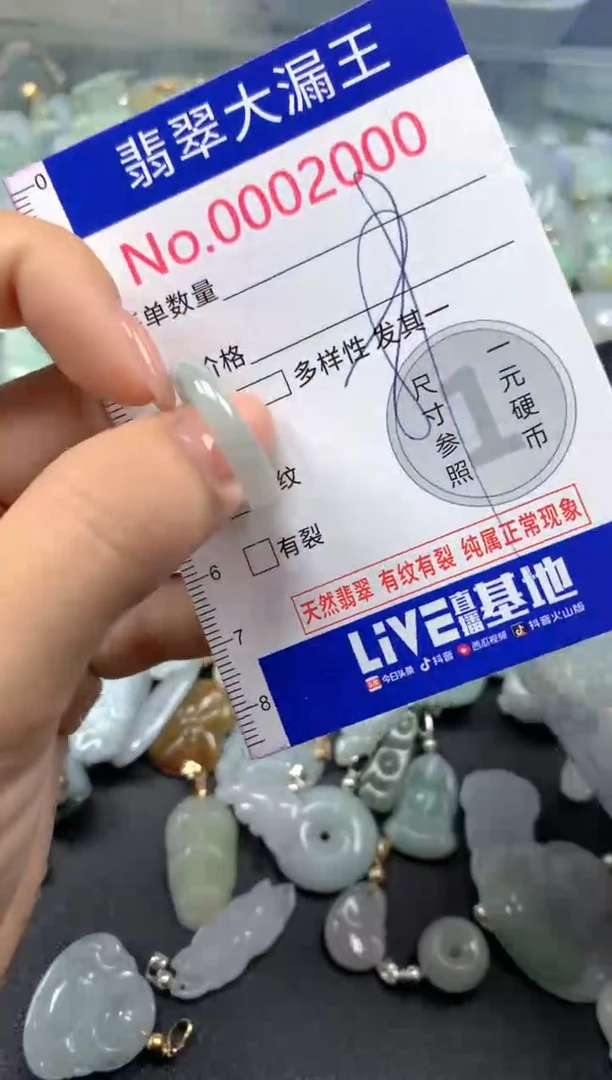 翡翠大漏王
0
No.0002000
单数量
价格
多样性 发其一
一元硬币
尺寸参照
1
纹
有裂
6
天然翡翠 有纹有裂 纯属正常现象
7
LiVE直播基地
8
今日头条 抖音 西瓜视频 抖音火山版